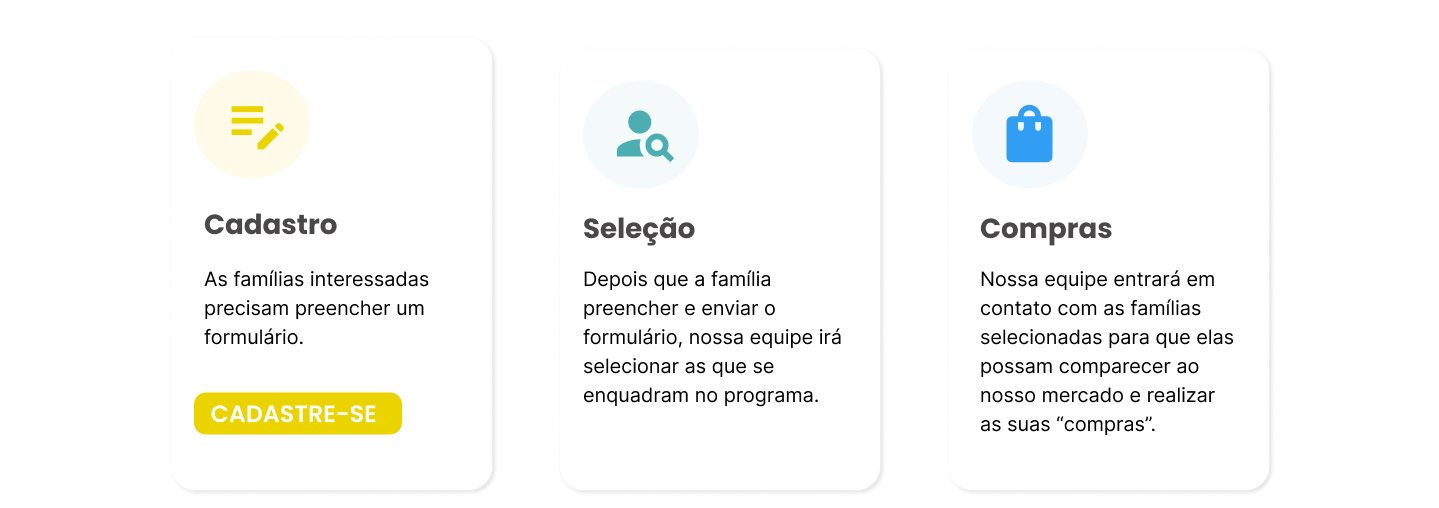 Cadastro
As famílias interessadas
precisam preencher um
formulário.
CADASTRE-SE
Seleção
Depois que a família
preencher e enviar o
formulário, nossa equipe irá
selecionar as que se
enquadram no programa.
Compras
Nossa equipe entrará em
contato com as famílias
selecionadas para que elas
possam comparecer ao
nosso mercado e realizar
as suas “compras”.